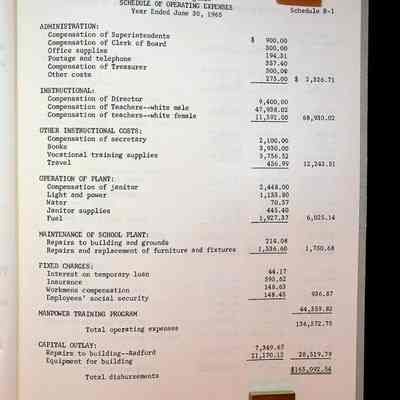 SCHEDULE OF OPERATING EXPENSES
Year Ended June 30, 1965 Schedule B-1
ADMINISTRATION:
Compensation of Superintendents $ 900.00
Compensation of Clerk of Board 300.00
Office supplies 194.31
Postage and telephone 357.40
Compensation of Treasurer 300.00
Other costs 275.00 $ 2,326.71
INSTRUCTIONAL:
Compensation of Director 9,400.00
Compensation of Teachers--white male 47,938.02
Compensation of teachers--white female 11,592.00 68,930.02
OTHER INSTRUCTIONAL COSTS:
Compensation of secretary 2,100.00
Books 3,930.00
Vocational training supplies 5,756.52
Travel 456.99 12,243.51
OPERATION OF PLANT:
Compensation of janitor 2,448.00
Light and power 1,133.80
Water 70.57
Janitor supplies 445.40
Fuel 1,927.37 6,025.14
MAINTENANCE OF SCHOOL PLANT:
Repairs to building and grounds 214.08
Repairs and replacement of furniture and fixtures 1,536.60 1,750.68
FIXED CHARGES:
Interest on temporary loan 44.17
Insurance 590.62
Workmens compensation
Employees' social security 148.45 936.87
MANPOWER TRAINING PROGRAM 44,359.82
Total operating expenses 136,572.75
CAPITAL OUTLAY:
Repairs to building--Radford 7,349.67
Equipment for building 21,170.12 28,519.79
Total disbursements $165,092.54